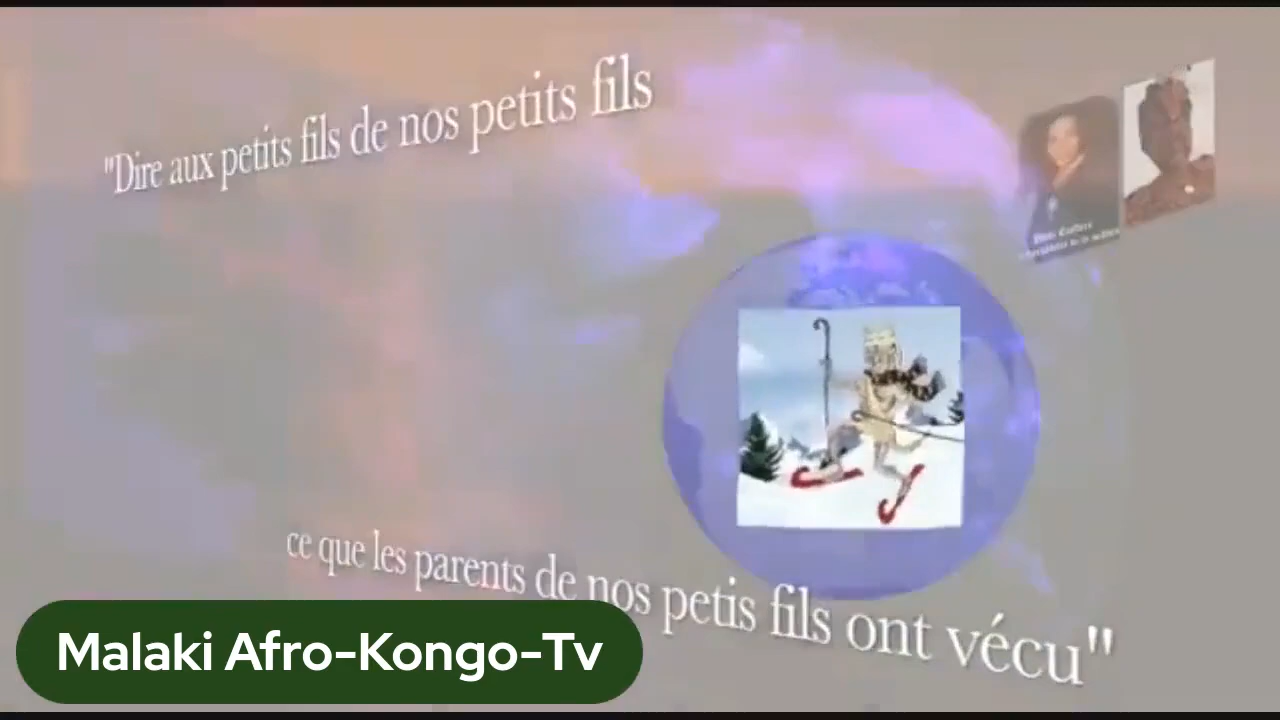 "Dire aux petits fils de nos petits fils
ce que les parents de nos petis fils ont vécu"
Malaki Afro-Kongo-Tv